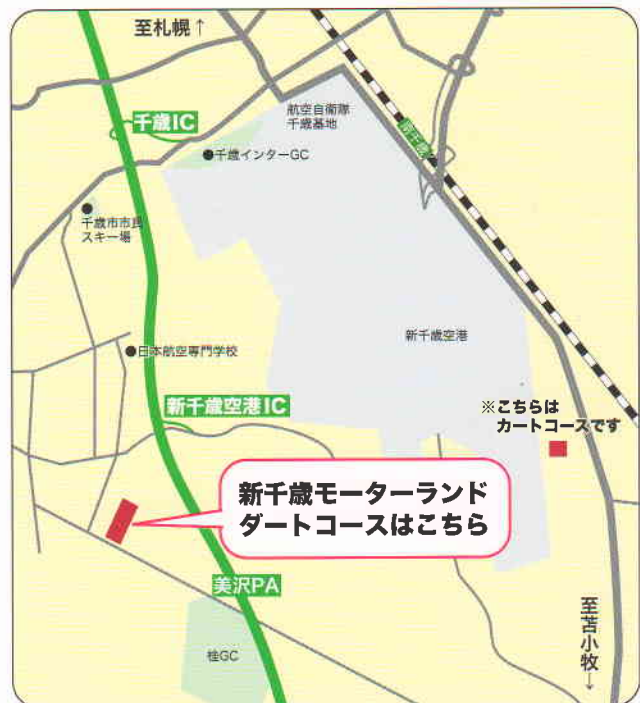 至札幌↑
航空自衛隊
千歳基地
千歳IC
南千歳
●千歳インターGC
千歳市市民
スキー場
新千歳空港
●日本航空専門学校
新千歳空港IC
※こちらは
カートコースです
新千歳モーターランド
ダートコースはこちら
美沢PA
至苫小牧↓
桂GC